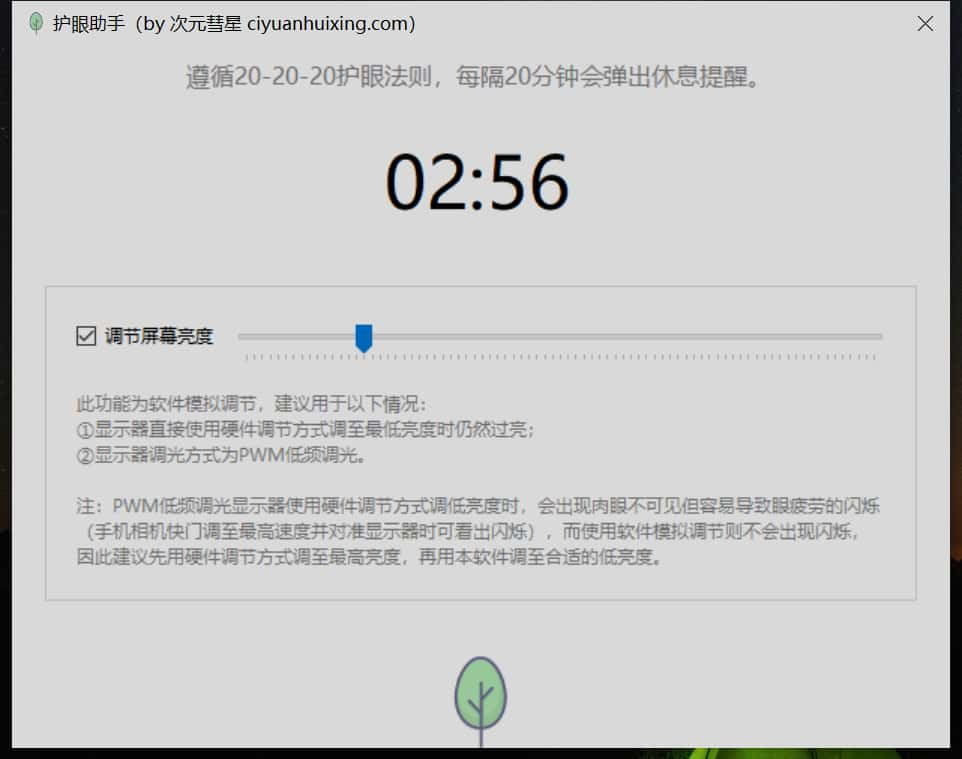 护眼助手（by 次元彗星 ciyuanhuixing.com）
遵循20-20-20护眼法则，每隔20分钟会弹出休息提醒。
02:56
调节屏幕亮度
此功能为软件模拟调节，建议用于以下情况：
①显示器直接使用硬件调节方式调至最低亮度时仍然过亮；
②显示器调光方式为PWM低频调光。
注：PWM低频调光显示器使用硬件调节方式调低亮度时，会出现肉眼不可见但容易导致眼疲劳的闪烁
（手机相机快门调至最高速度并对准显示器时可看出闪烁），而使用软件模拟调节则不会出现闪烁，
因此建议先用硬件调节方式调至最高亮度，再用本软件调至合适的低亮度。